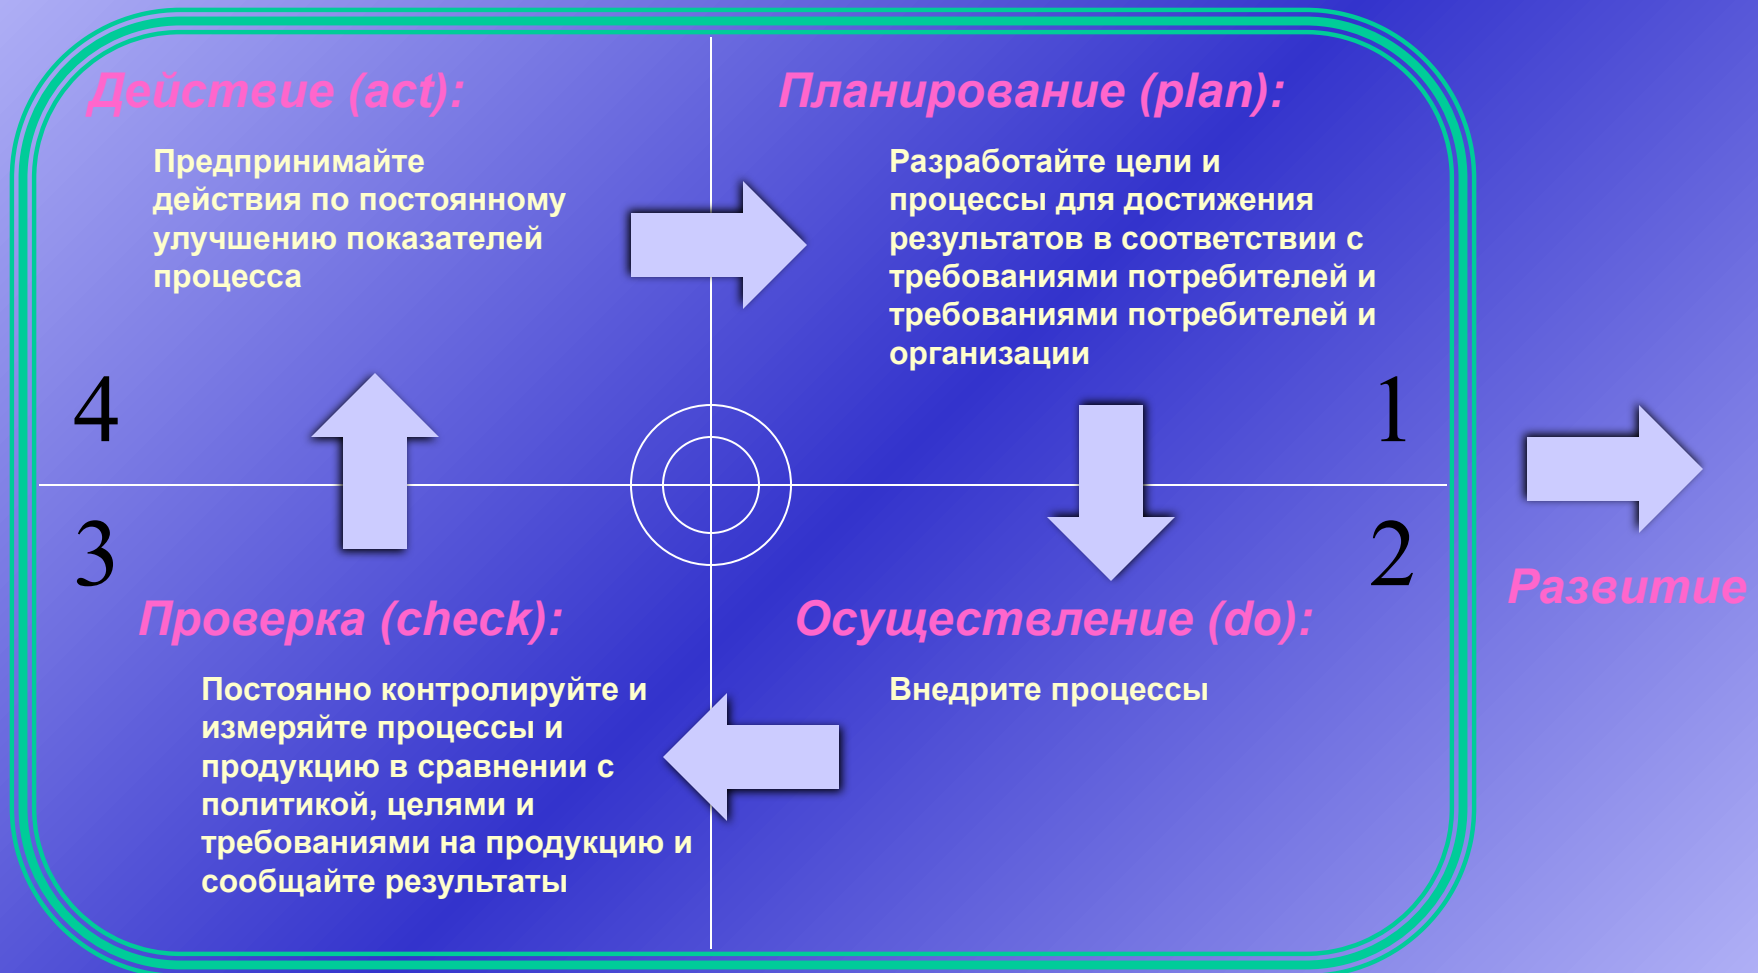 Действие (act):
Предпринимайте
действия по постоянному
улучшению показателей
процесса
4
Планирование (plan):
Разработайте цели и
процессы для достижения
результатов в соответствии с
требованиями потребителей и
требованиями потребителей и
организации
1
3
Проверка (check):
Постоянно контролируйте и
измеряйте процессы и
продукцию в сравнении с
политикой, целями и
требованиями на продукцию и
сообщайте результаты
2
Осуществление (do):
Внедрите процессы
Развитие